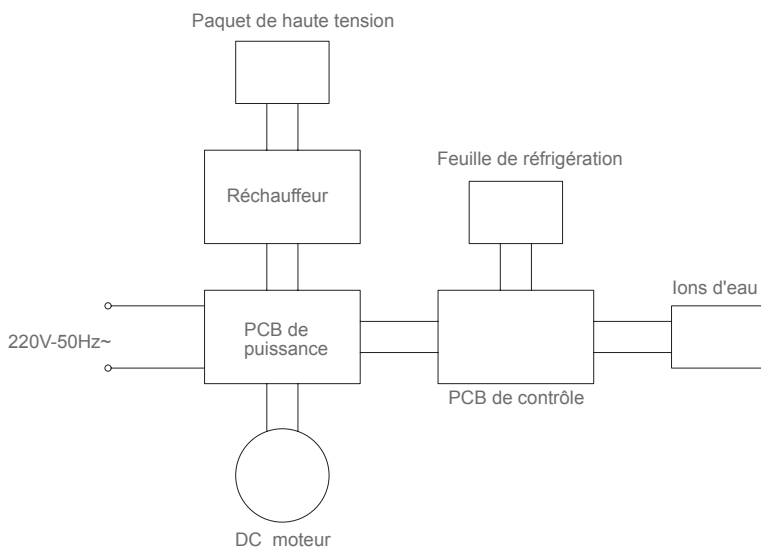 Paquet de haute tension
Feuille de réfrigération
Réchauffeur
Ions d'eau
220V-50Hz~
PCB de
puissance
PCB de contrôle
DC moteur